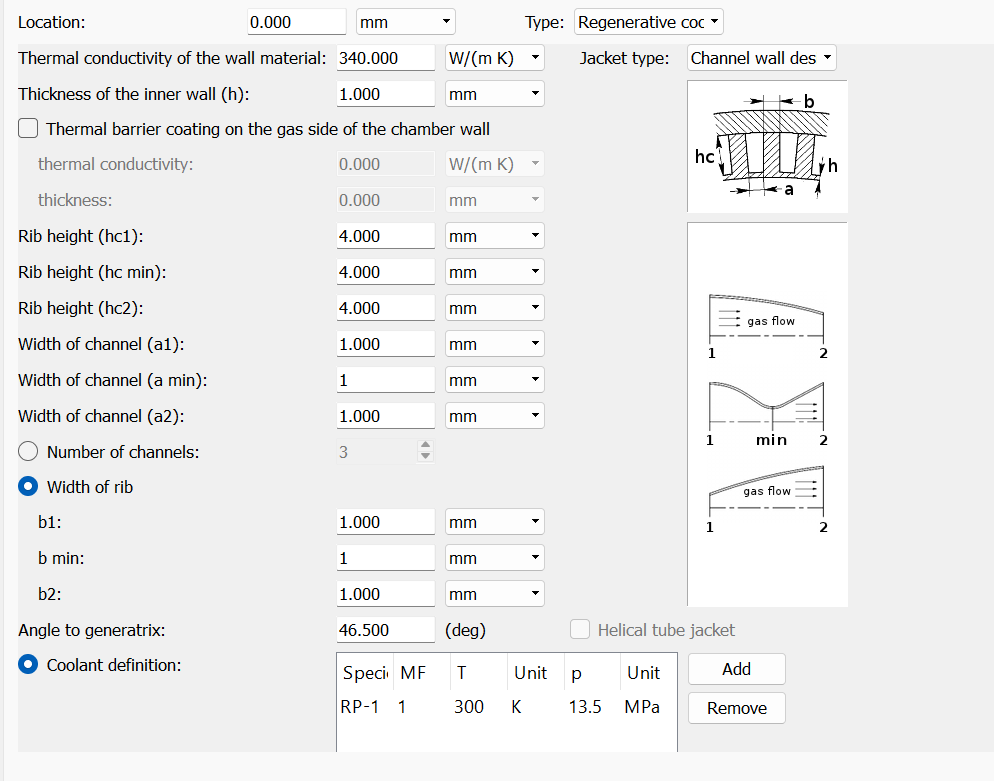 Location: 0.000 mm Type: Regenerative coc
Thermal conductivity of the wall material: 340.000 W/(m K) Jacket type: Channel wall des
Thickness of the inner wall (h): 1.000 mm
Thermal barrier coating on the gas side of the chamber wall
thermal conductivity: 0.000 W/(m K)
thickness: 0.000 mm
b
hc
h
a
Rib height (hc1): 4.000 mm
Rib height (hc min): 4.000 mm
Rib height (hc2): 4.000 mm
Width of channel (a1): 1.000 mm
Width of channel (a min): 1 mm
Width of channel (a2): 1.000 mm
Number of channels: 3
Width of rib
b1: 1.000 mm
b min: 1 mm
b2: 1.000 mm
gas flow
1 2
1 min 2
gas flow
1 2
Angle to generatrix: 46.500 (deg) Helical tube jacket
Coolant definition:
Speci MF T Unit p Unit
RP-1 1 300 K 13.5 MPa
Add
Remove